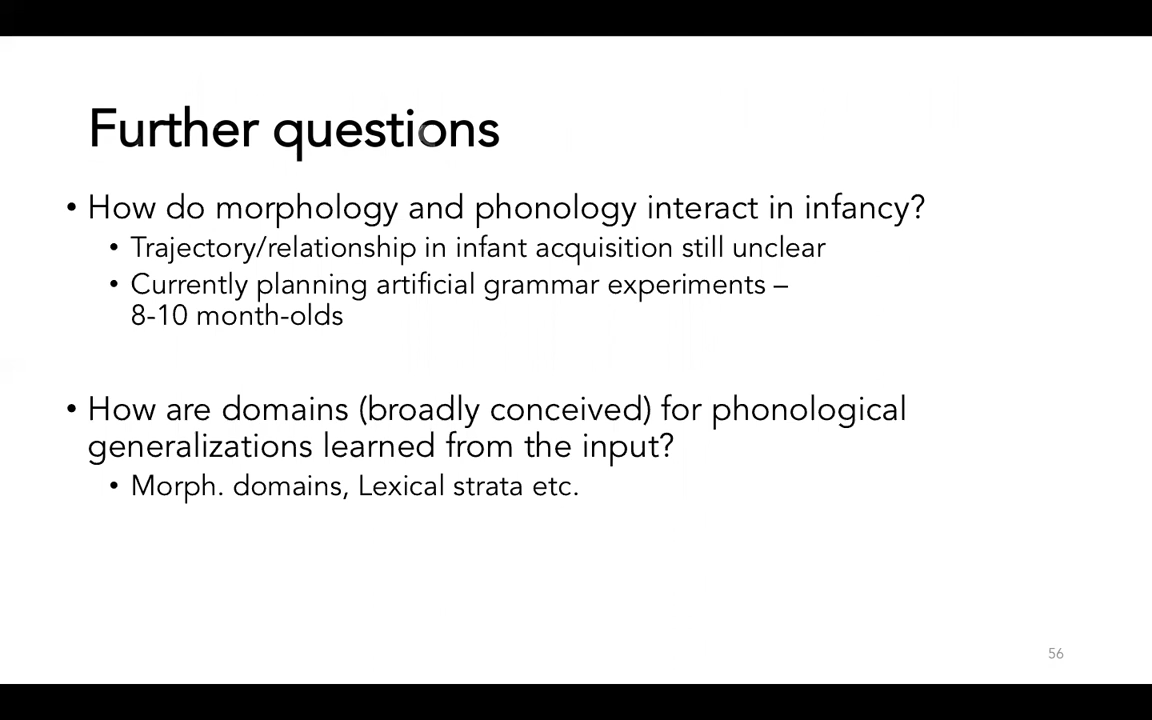 Further questions
• How do morphology and phonology interact in infancy?
• Trajectory/relationship in infant acquisition still unclear
• Currently planning artificial grammar experiments –
8-10 month-olds
• How are domains (broadly conceived) for phonological
generalizations learned from the input?
• Morph. domains, Lexical strata etc.
56